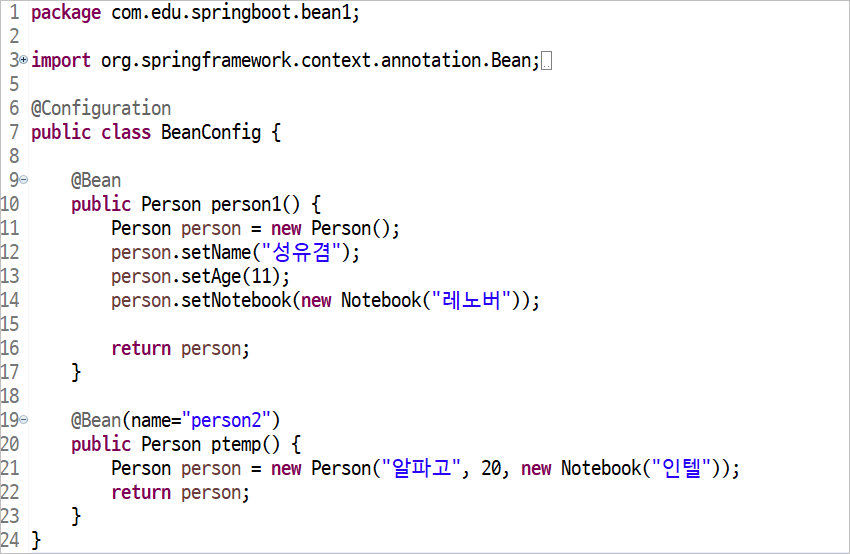 1 package com.edu.springboot.bean1;
2
3 import org.springframework.context.annotation.Bean;
5
6 @Configuration
7 public class BeanConfig {
8
9     @Bean
10     public Person person1() {
11         Person person = new Person();
12         person.setName("성유겸");
13         person.setAge(11);
14         person.setNotebook(new Notebook("레노버"));
15
16         return person;
17     }
18
19     @Bean(name="person2")
20     public Person ptemp() {
21         Person person = new Person("알파고", 20, new Notebook("인텔"));
22         return person;
23     }
24 }